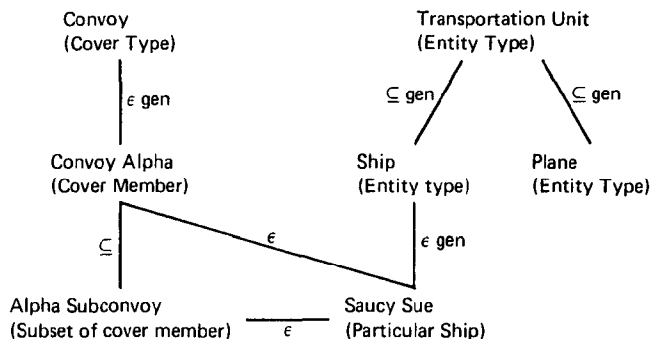 Convoy
(Cover Type)
Transportation Unit
(Entity Type)
ϵ gen
⊆ gen
⊆ gen
Convoy Alpha
(Cover Member)
Ship
(Entity type)
Plane
(Entity Type)
⊆
ϵ
ϵ gen
Alpha Subconvoy
(Subset of cover member)
ϵ
Saucy Sue
(Particular Ship)